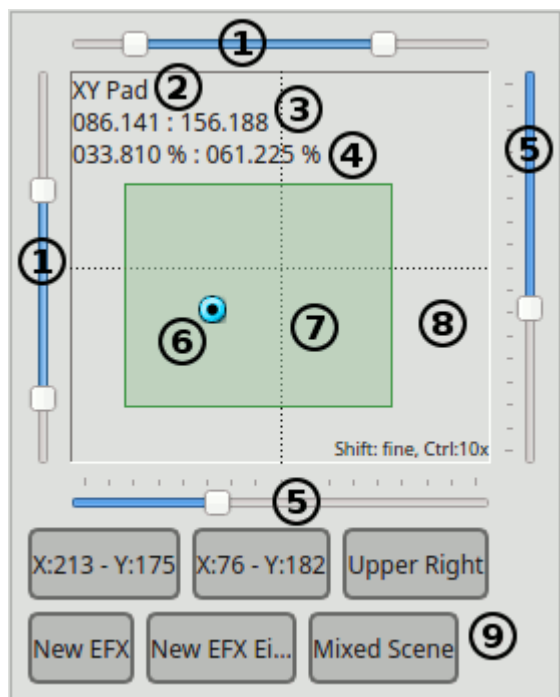 1
XY Pad 2
086.141 : 156.188 3
033.810 % : 061.225 % 4
5
1
6 7 8
Shift: fine, Ctrl:10x
5
X:213 - Y:175 X:76 - Y:182 Upper Right
New EFX New EFX Ei... Mixed Scene 9